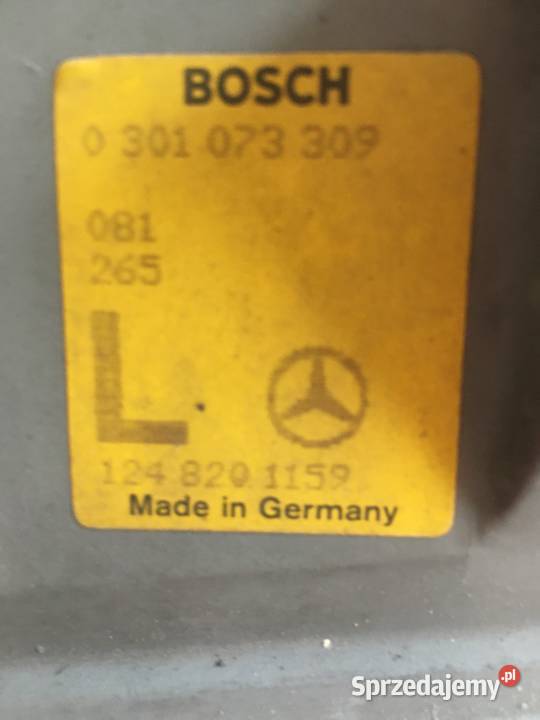 BOSCH
0 301 073 309
081
265
L
124 820 1159
Made in Germany
Sprzedajemy.pl